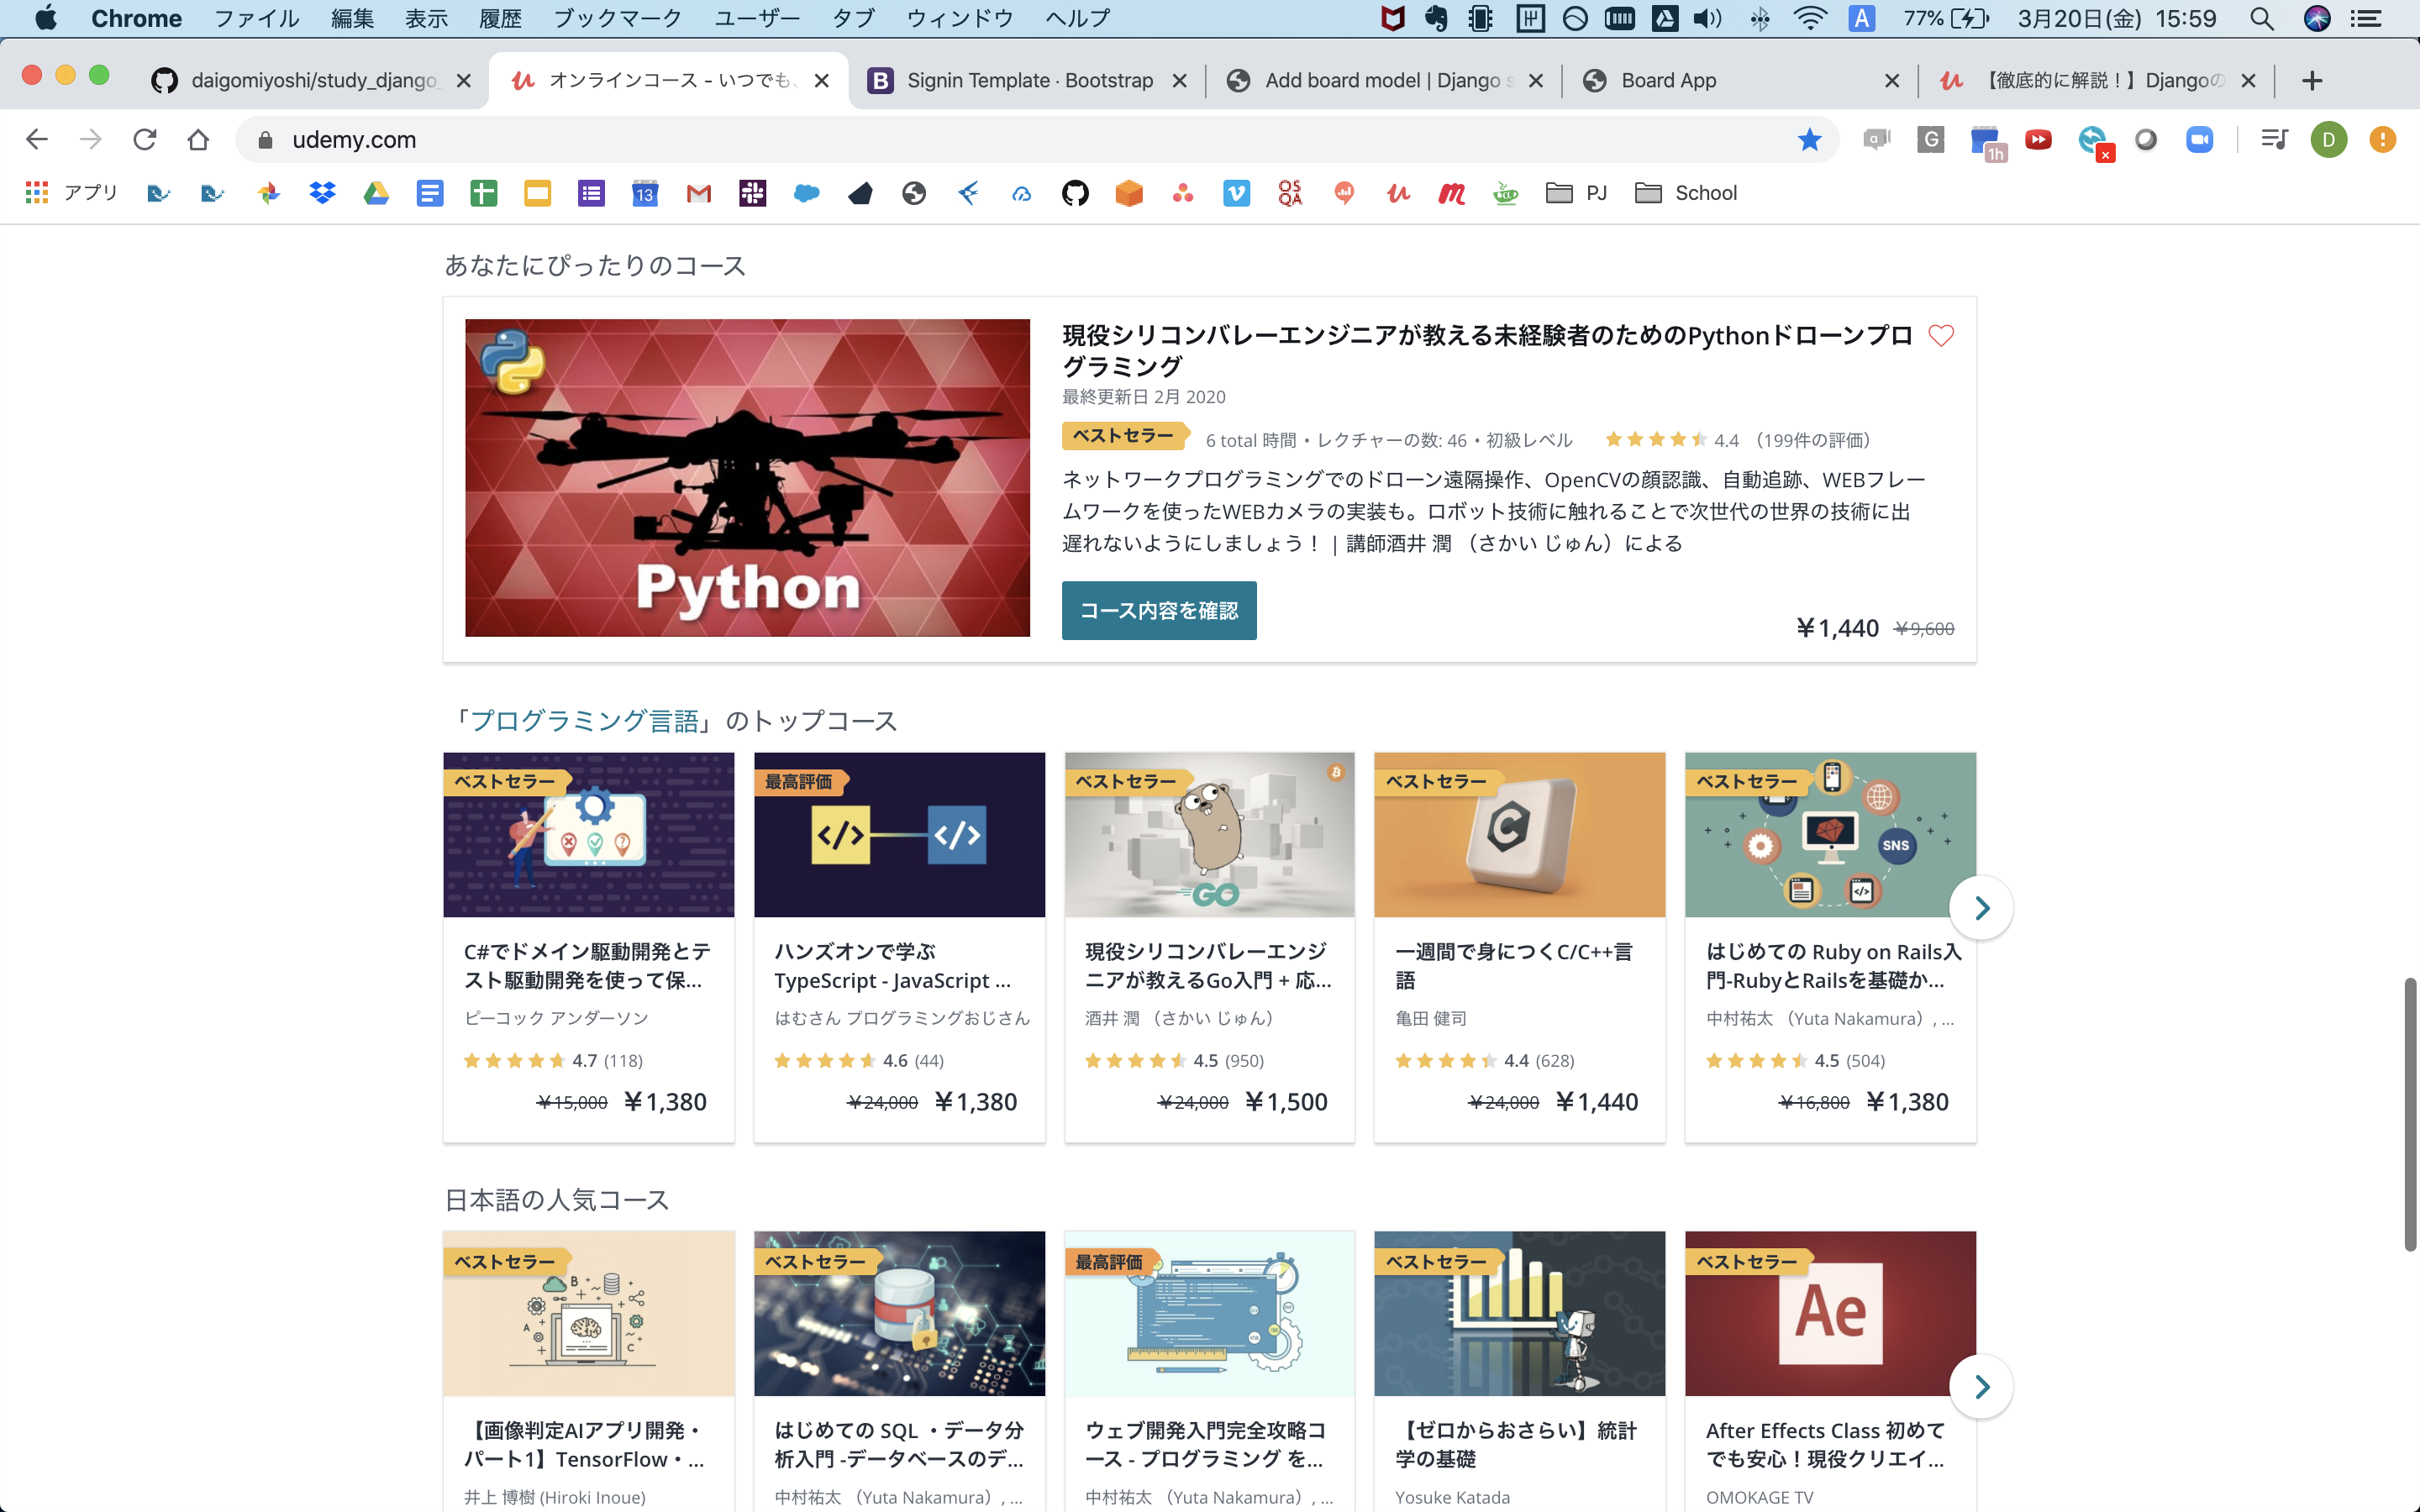 Chrome ファイル 編集 表示 履歴 ブックマーク ユーザー タブ ウィンドウ ヘルプ A 77% 3月20日(金) 15:59
daigomiyoshi/study_django_
オンラインコース - いつでも、
B Signin Template · Bootstrap
Add board model | Django s
Board App
【徹底的に解説！】Djangoの
udemy.com
a G 1h D
アプリ 13 OS QA PJ School
あなたにぴったりのコース
Python
現役シリコンバレーエンジニアが教える未経験者のためのPythonドローンプロ
グラミング
最終更新日 2月 2020
ベストセラー 6 total 時間・レクチャーの数: 46・初級レベル 4.4 （199件の評価）
ネットワークプログラミングでのドローン遠隔操作、OpenCVの顔認識、自動追跡、WEBフレー
ムワークを使ったWEBカメラの実装も。ロボット技術に触れることで次世代の世界の技術に出
遅れないようにしましょう！ | 講師酒井 潤 （さかい じゅん）による
コース内容を確認
￥1,440 ￥9,600
「プログラミング言語」のトップコース
ベストセラー
C#でドメイン駆動開発とテ
スト駆動開発を使って保...
ピーコック アンダーソン
4.7 (118)
￥15,000 ￥1,380
最高評価
</> </>
ハンズオンで学ぶ
TypeScript - JavaScript ...
はむさん プログラミングおじさん
4.6 (44)
￥24,000 ￥1,380
ベストセラー
GO
現役シリコンバレーエンジ
ニアが教えるGo入門 + 応...
酒井 潤 （さかい じゅん）
4.5 (950)
￥24,000 ￥1,500
ベストセラー
C
一週間で身につくC/C++言
語
亀田 健司
4.4 (628)
￥24,000 ￥1,440
ベストセラー
SNS
</>
はじめての Ruby on Rails入
門-RubyとRailsを基礎か...
中村祐太 （Yuta Nakamura）, ...
4.5 (504)
￥16,800 ￥1,380
日本語の人気コース
ベストセラー
B
A
C
【画像判定AIアプリ開発・
パート1】TensorFlow・...
井上 博樹 (Hiroki Inoue)
ベストセラー
はじめての SQL ・データ分
析入門 -データベースのデ...
中村祐太 （Yuta Nakamura）, ...
最高評価
ウェブ開発入門完全攻略コ
ース - プログラミング を...
中村祐太 （Yuta Nakamura）, ...
ベストセラー
【ゼロからおさらい】統計
学の基礎
Yosuke Katada
ベストセラー
Ae
After Effects Class 初めて
でも安心！現役クリエイ...
OMOKAGE TV